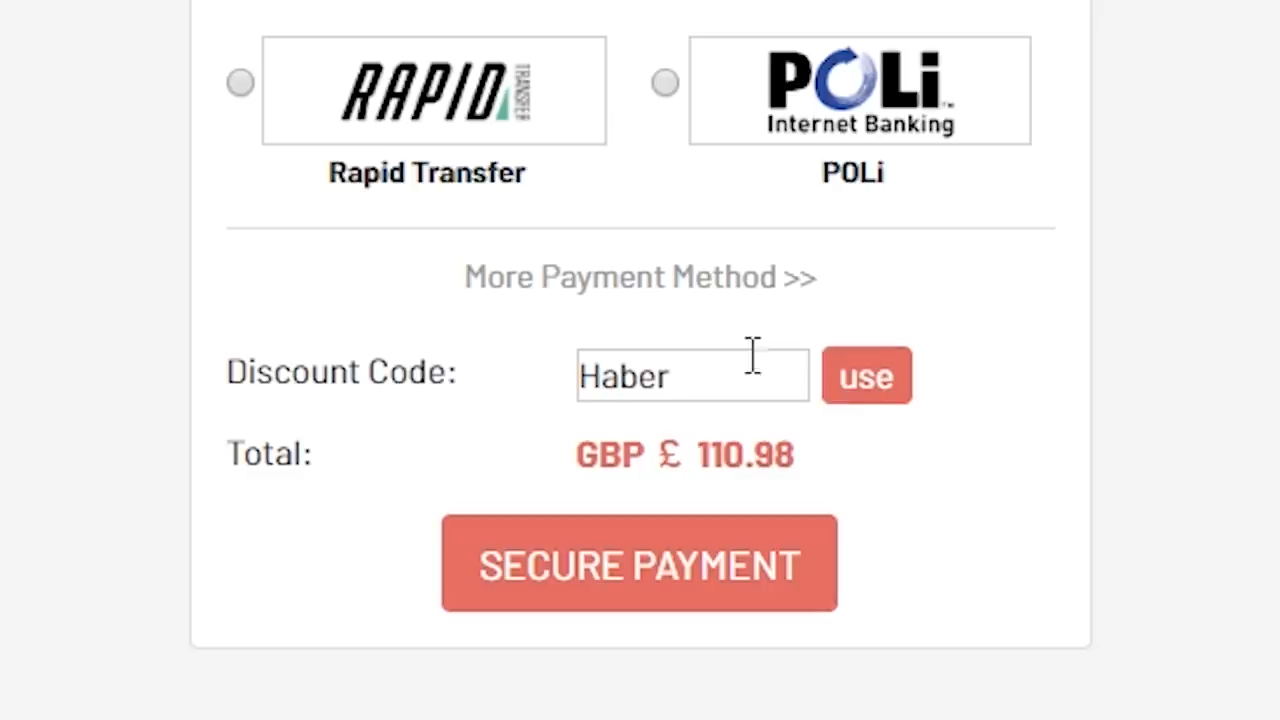 RAPID TRANSFER
POLi™
Internet Banking
Rapid Transfer
POLi
More Payment Method >>
Discount Code: Haber use
Total: GBP £ 110.98
SECURE PAYMENT